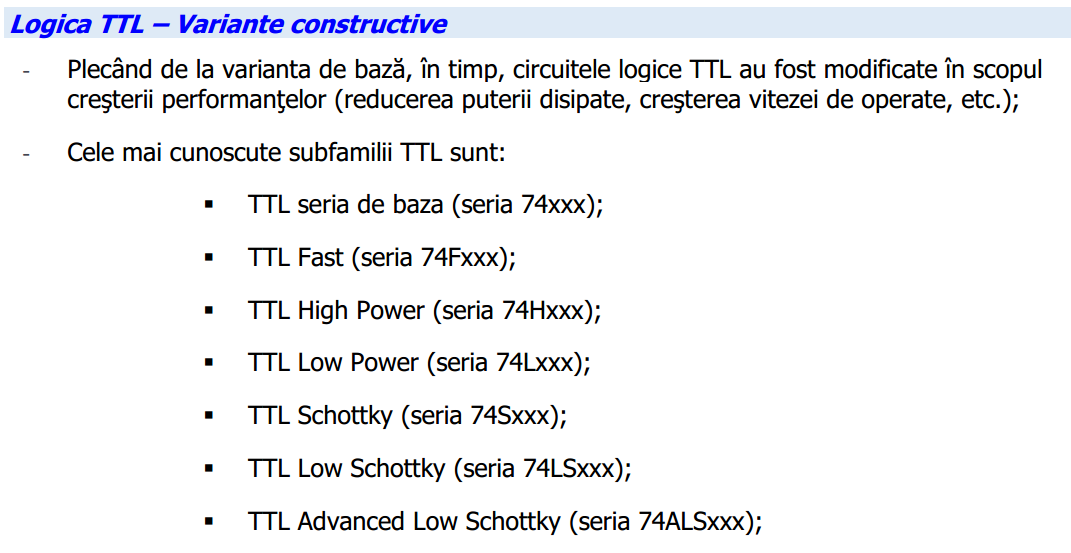 Logica TTL – Variante constructive
- Plecând de la varianta de bază, în timp, circuitele logice TTL au fost modificate în scopul
creşterii performanţelor (reducerea puterii disipate, creşterea vitezei de operate, etc.);
- Cele mai cunoscute subfamilii TTL sunt:
▪ TTL seria de baza (seria 74xxx);
▪ TTL Fast (seria 74Fxxx);
▪ TTL High Power (seria 74Hxxx);
▪ TTL Low Power (seria 74Lxxx);
▪ TTL Schottky (seria 74Sxxx);
▪ TTL Low Schottky (seria 74LSxxx);
▪ TTL Advanced Low Schottky (seria 74ALSxxx);